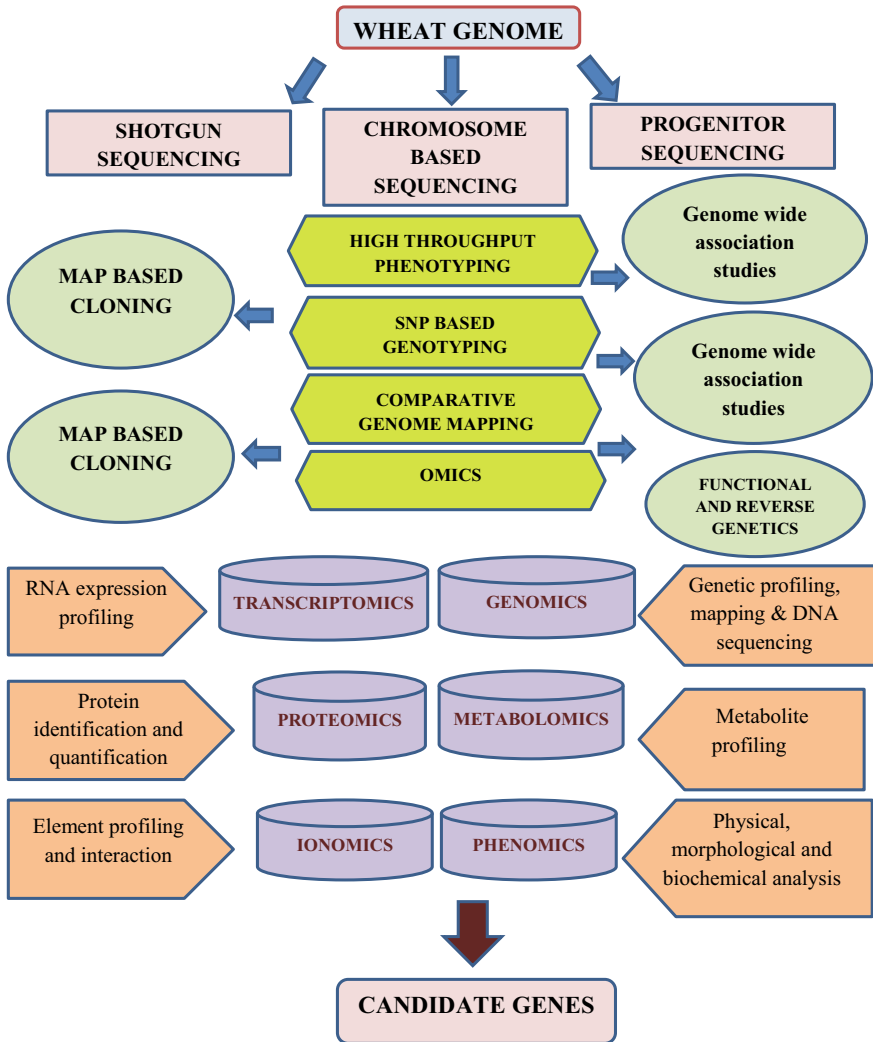 WHEAT GENOME
SHOTGUN
SEQUENCING
CHROMOSOME
BASED
SEQUENCING
PROGENITOR
SEQUENCING
HIGH THROUGHPUT
PHENOTYPING
Genome wide
association
studies
MAP BASED
CLONING
SNP BASED
GENOTYPING
Genome wide
association
studies
COMPARATIVE
GENOME MAPPING
MAP BASED
CLONING
OMICS
FUNCTIONAL
AND REVERSE
GENETICS
RNA expression
profiling
TRANSCRIPTOMICS
GENOMICS
Genetic profiling,
mapping & DNA
sequencing
Protein
identification and
quantification
PROTEOMICS
METABOLOMICS
Metabolite
profiling
Element profiling
and interaction
IONOMICS
PHENOMICS
Physical,
morphological and
biochemical analysis
CANDIDATE GENES